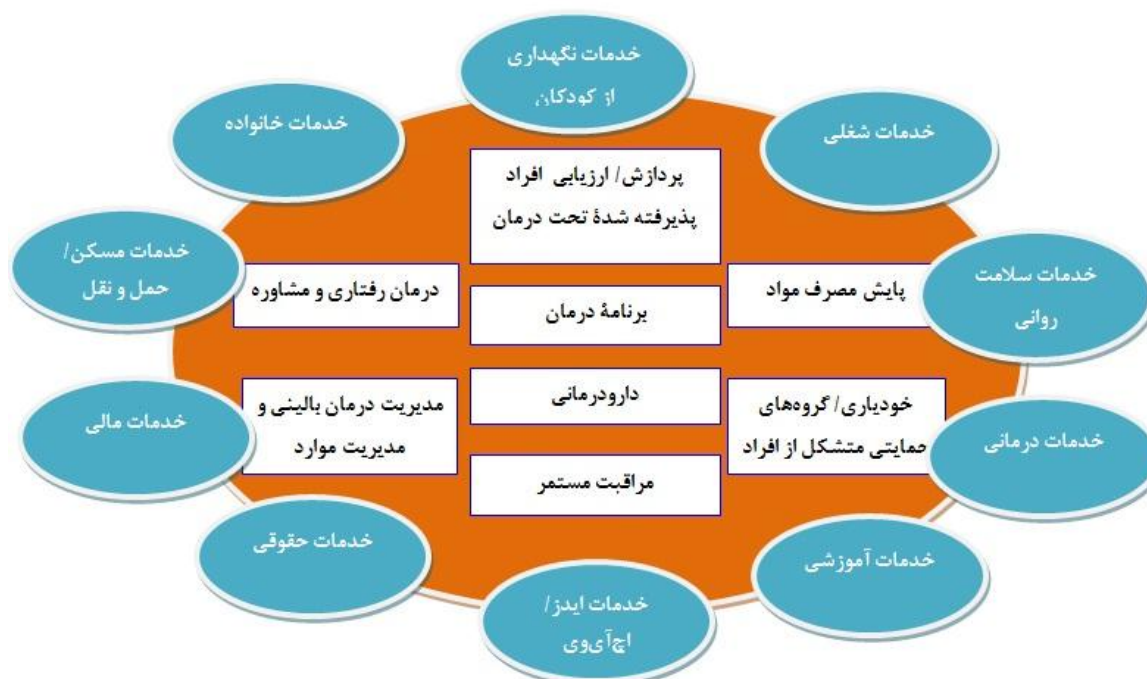 خدمات نگهداری
از کودکان
خدمات شغلی
خدمات خانواده
پردازش/ ارزیابی افراد
پذیرفته شدۀ تحت درمان
خدمات مسکن/
حمل و نقل
خدمات سلامت
روانی
درمان رفتاری و مشاوره
برنامۀ درمان
پایش مصرف مواد
مدیریت درمان بالینی و
مدیریت موارد
دارودرمانی
خودیاری/ گروه‌های
حمایتی متشکل از افراد
خدمات مالی
خدمات درمانی
مراقبت مستمر
خدمات حقوقی
خدمات آموزشی
خدمات ایدز/
اچ‌آی‌وی